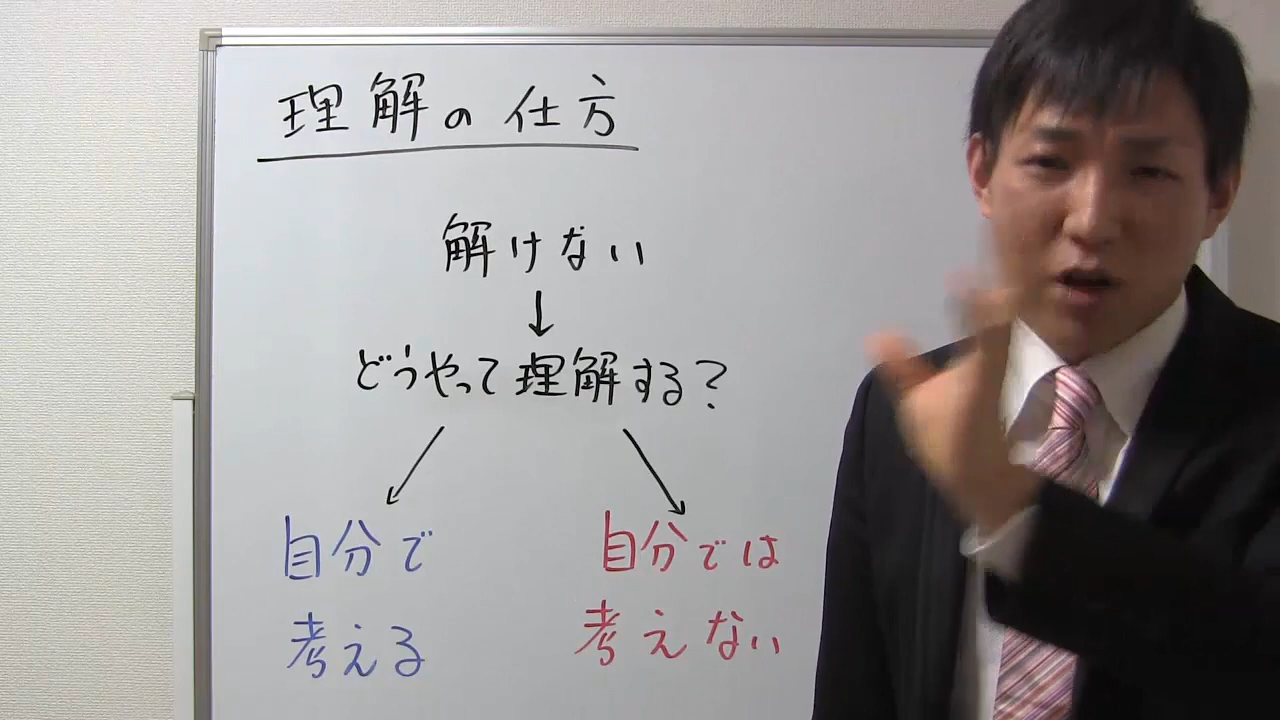 理解の仕方
解けない
↓
どうやって理解する?
自分で
考える
自分では
考えない